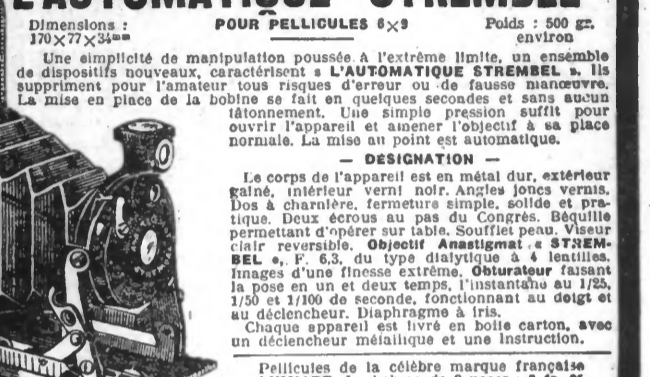 L'AUTOMATIQUE STREMBEL
Dimensions :
170×77×34mm
POUR PELLICULES 6×9
Poids : 500 gr.
environ
Une simplicité de manipulation poussée à l'extrême limite, un ensemble
de dispositifs nouveaux, caractérisent « L'AUTOMATIQUE STREMBEL ». Ils
suppriment pour l'amateur tous risques d'erreur ou de fausse manœuvre.
La mise en place de la bobine se fait en quelques secondes et sans aucun
tâtonnement. Une simple pression suffit pour
ouvrir l'appareil et amener l'objectif à sa place
normale. La mise au point est automatique.
— DÉSIGNATION —
Le corps de l'appareil est en métal dur, extérieur
gainé, intérieur verni noir. Angles joncs vernis.
Dos à charnière, fermeture simple, solide et pra-
tique. Deux écrous au pas du Congrès. Béquille
permettant d'opérer sur table. Soufflet peau. Viseur
clair reversible. Objectif Anastigmat « STREM-
BEL », F. 6,3, du type dialytique à 4 lentilles.
Images d'une finesse extrême. Obturateur faisant
la pose en un et deux temps, l'instantané au 1/25,
1/50 et 1/100 de seconde, fonctionnant au doigt et
au déclencheur. Diaphragme à iris.
Chaque appareil est livré en boîte carton, avec
un déclencheur métallique et une instruction.
Pellicules de la célèbre marque française